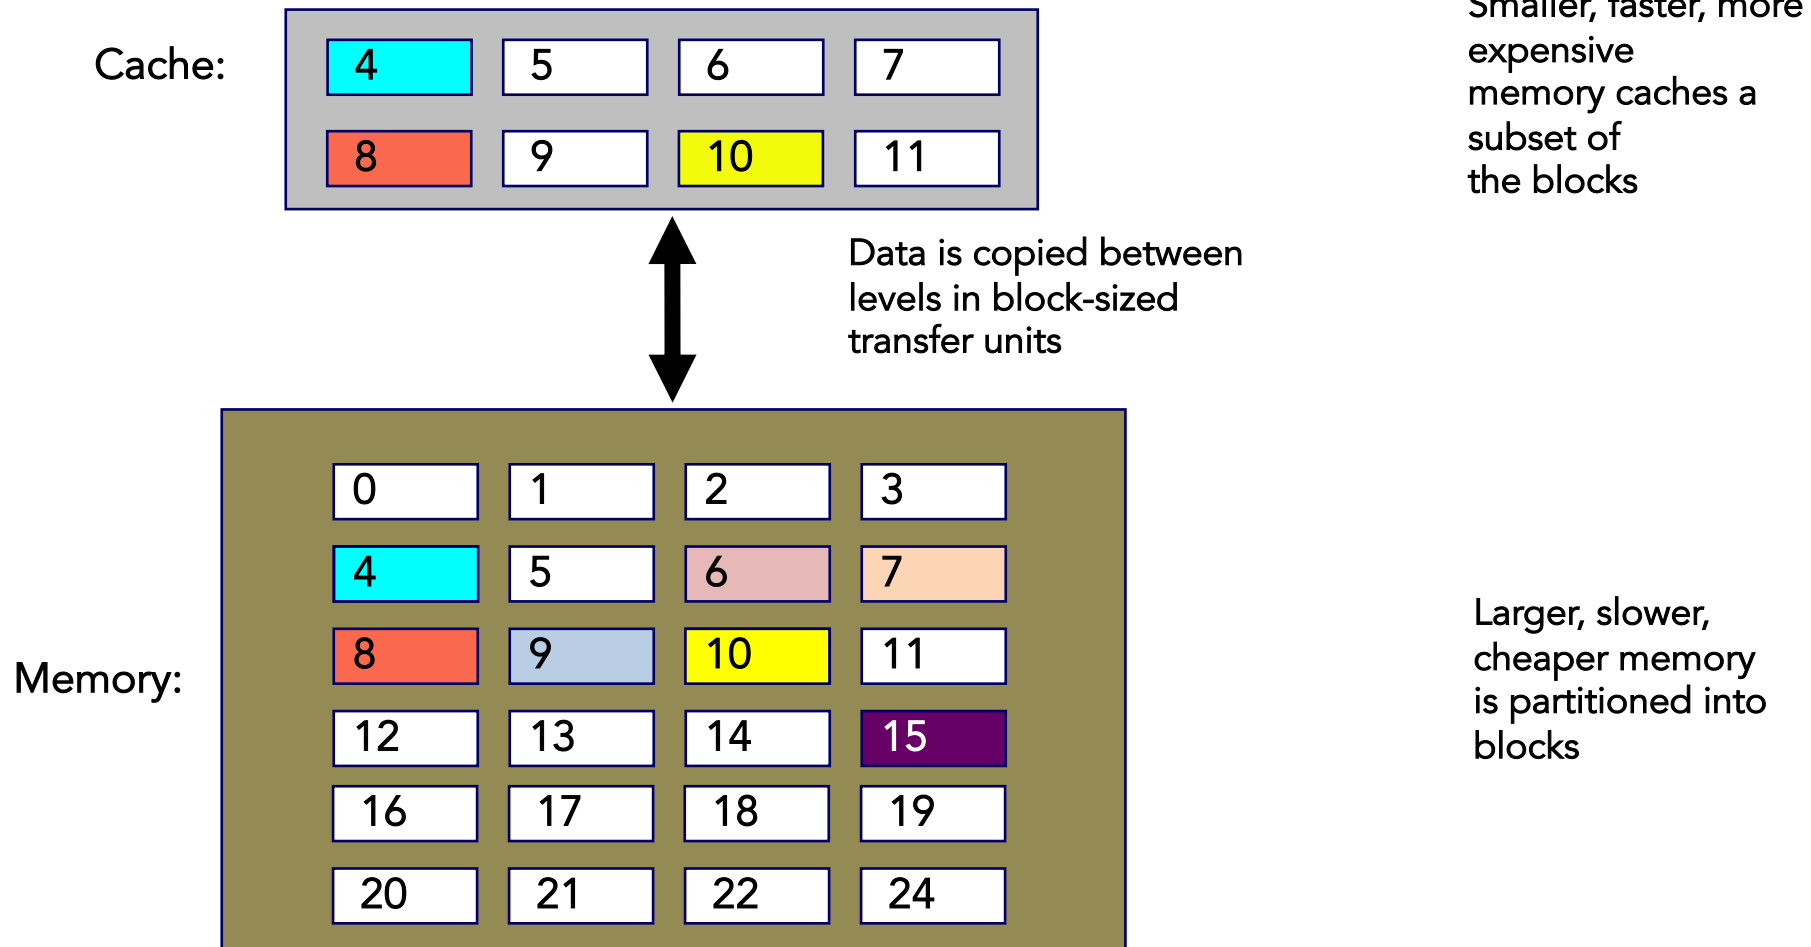 Smaller, faster, more
expensive
memory caches a
subset of
the blocks
Cache:
4 5 6 7
8 9 10 11
Data is copied between
levels in block-sized
transfer units
Memory:
0 1 2 3
4 5 6 7
8 9 10 11
12 13 14 15
16 17 18 19
20 21 22 24
Larger, slower,
cheaper memory
is partitioned into
blocks